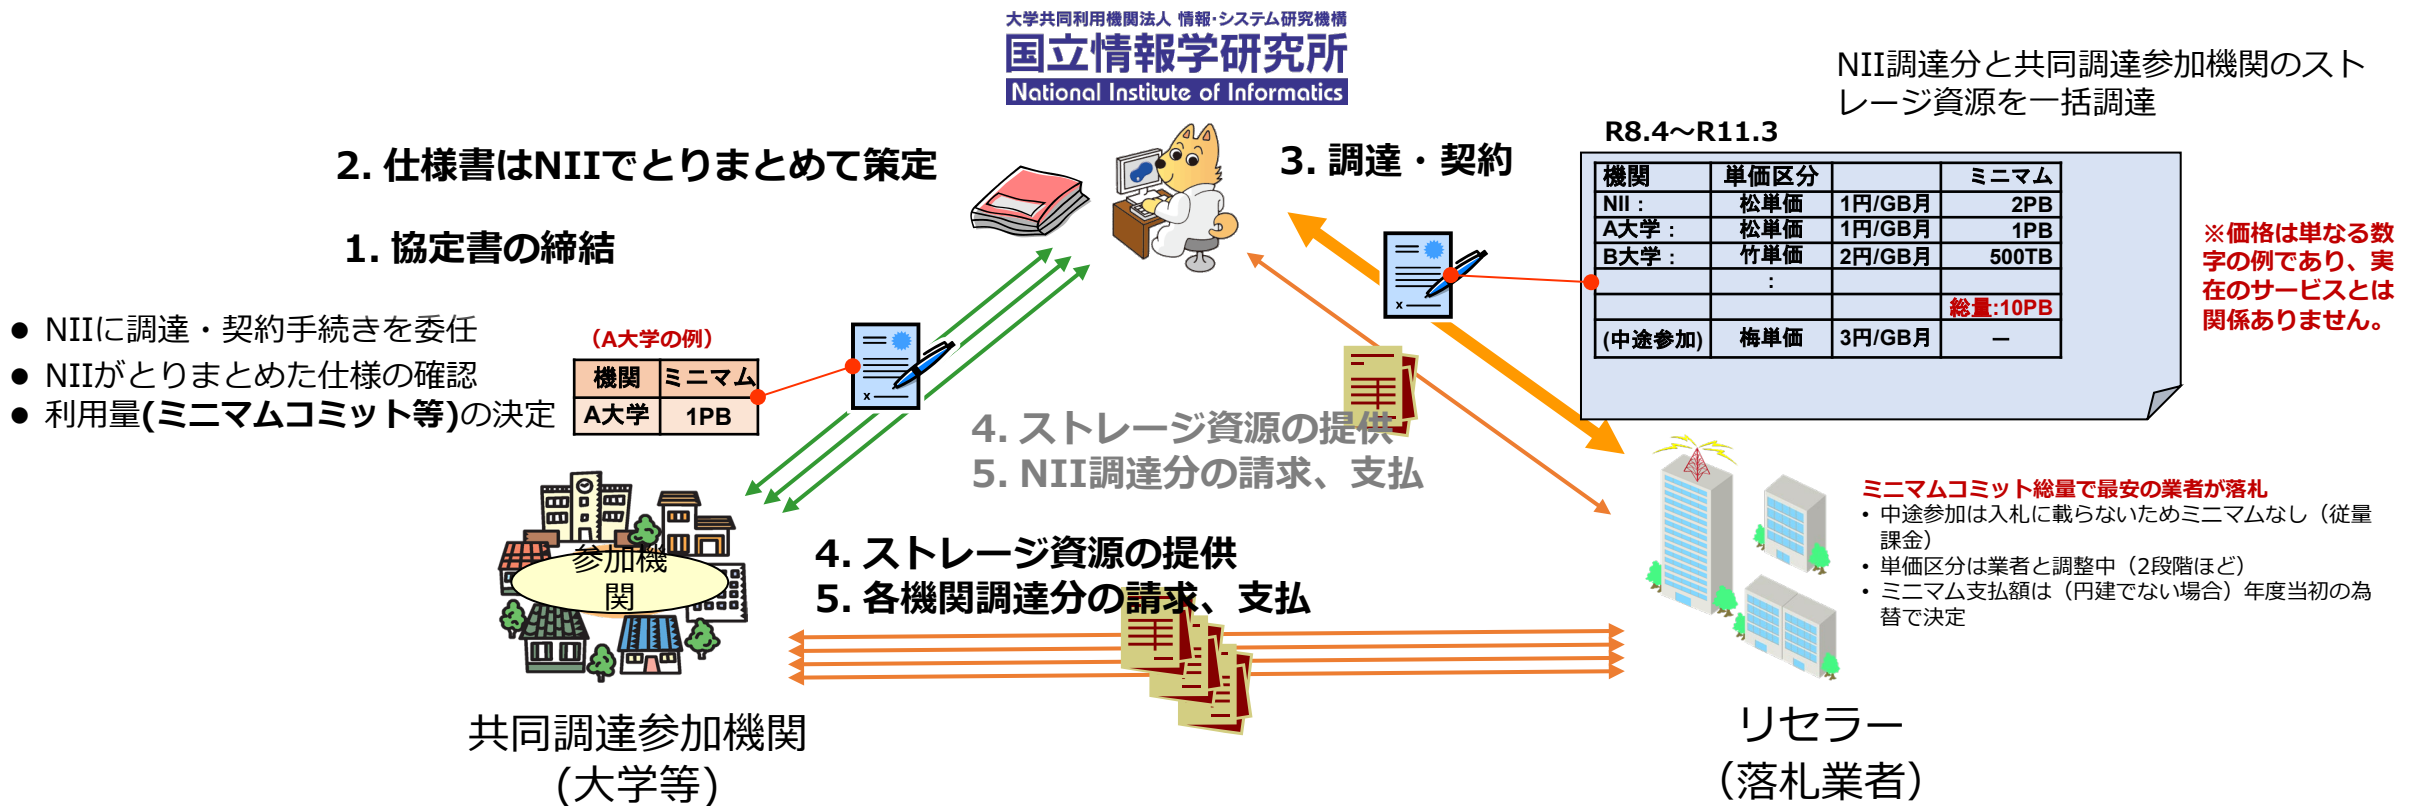 大学共同利用機関法人 情報・システム研究機構
国立情報学研究所
National Institute of Informatics
NII調達分と共同調達参加機関のスト
レージ資源を一括調達
R8.4～R11.3
2. 仕様書はNIIでとりまとめて策定
3. 調達・契約
機関 単価区分 ミニマム
NII： 松単価 1円/GB月 2PB
A大学： 松単価 1円/GB月 1PB
B大学： 竹単価 2円/GB月 500TB
：
総量:10PB
(中途参加) 梅単価 3円/GB月 －
※価格は単なる数
字の例であり、実
在のサービスとは
関係ありません。
1. 協定書の締結
● NIIに調達・契約手続きを委任
● NIIがとりまとめた仕様の確認
● 利用量(ミニマムコミット等)の決定
（A大学の例）
機関 ミニマム
A大学 1PB
x
x
4. ストレージ資源の提供
5. NII調達分の請求、支払
参加機
関
4. ストレージ資源の提供
5. 各機関調達分の請求、支払
ミニマムコミット総量で最安の業者が落札
• 中途参加は入札に載らないためミニマムなし（従量
課金）
• 単価区分は業者と調整中（2段階ほど）
• ミニマム支払額は（円建でない場合）年度当初の為
替で決定
共同調達参加機関
(大学等)
リセラー
（落札業者）